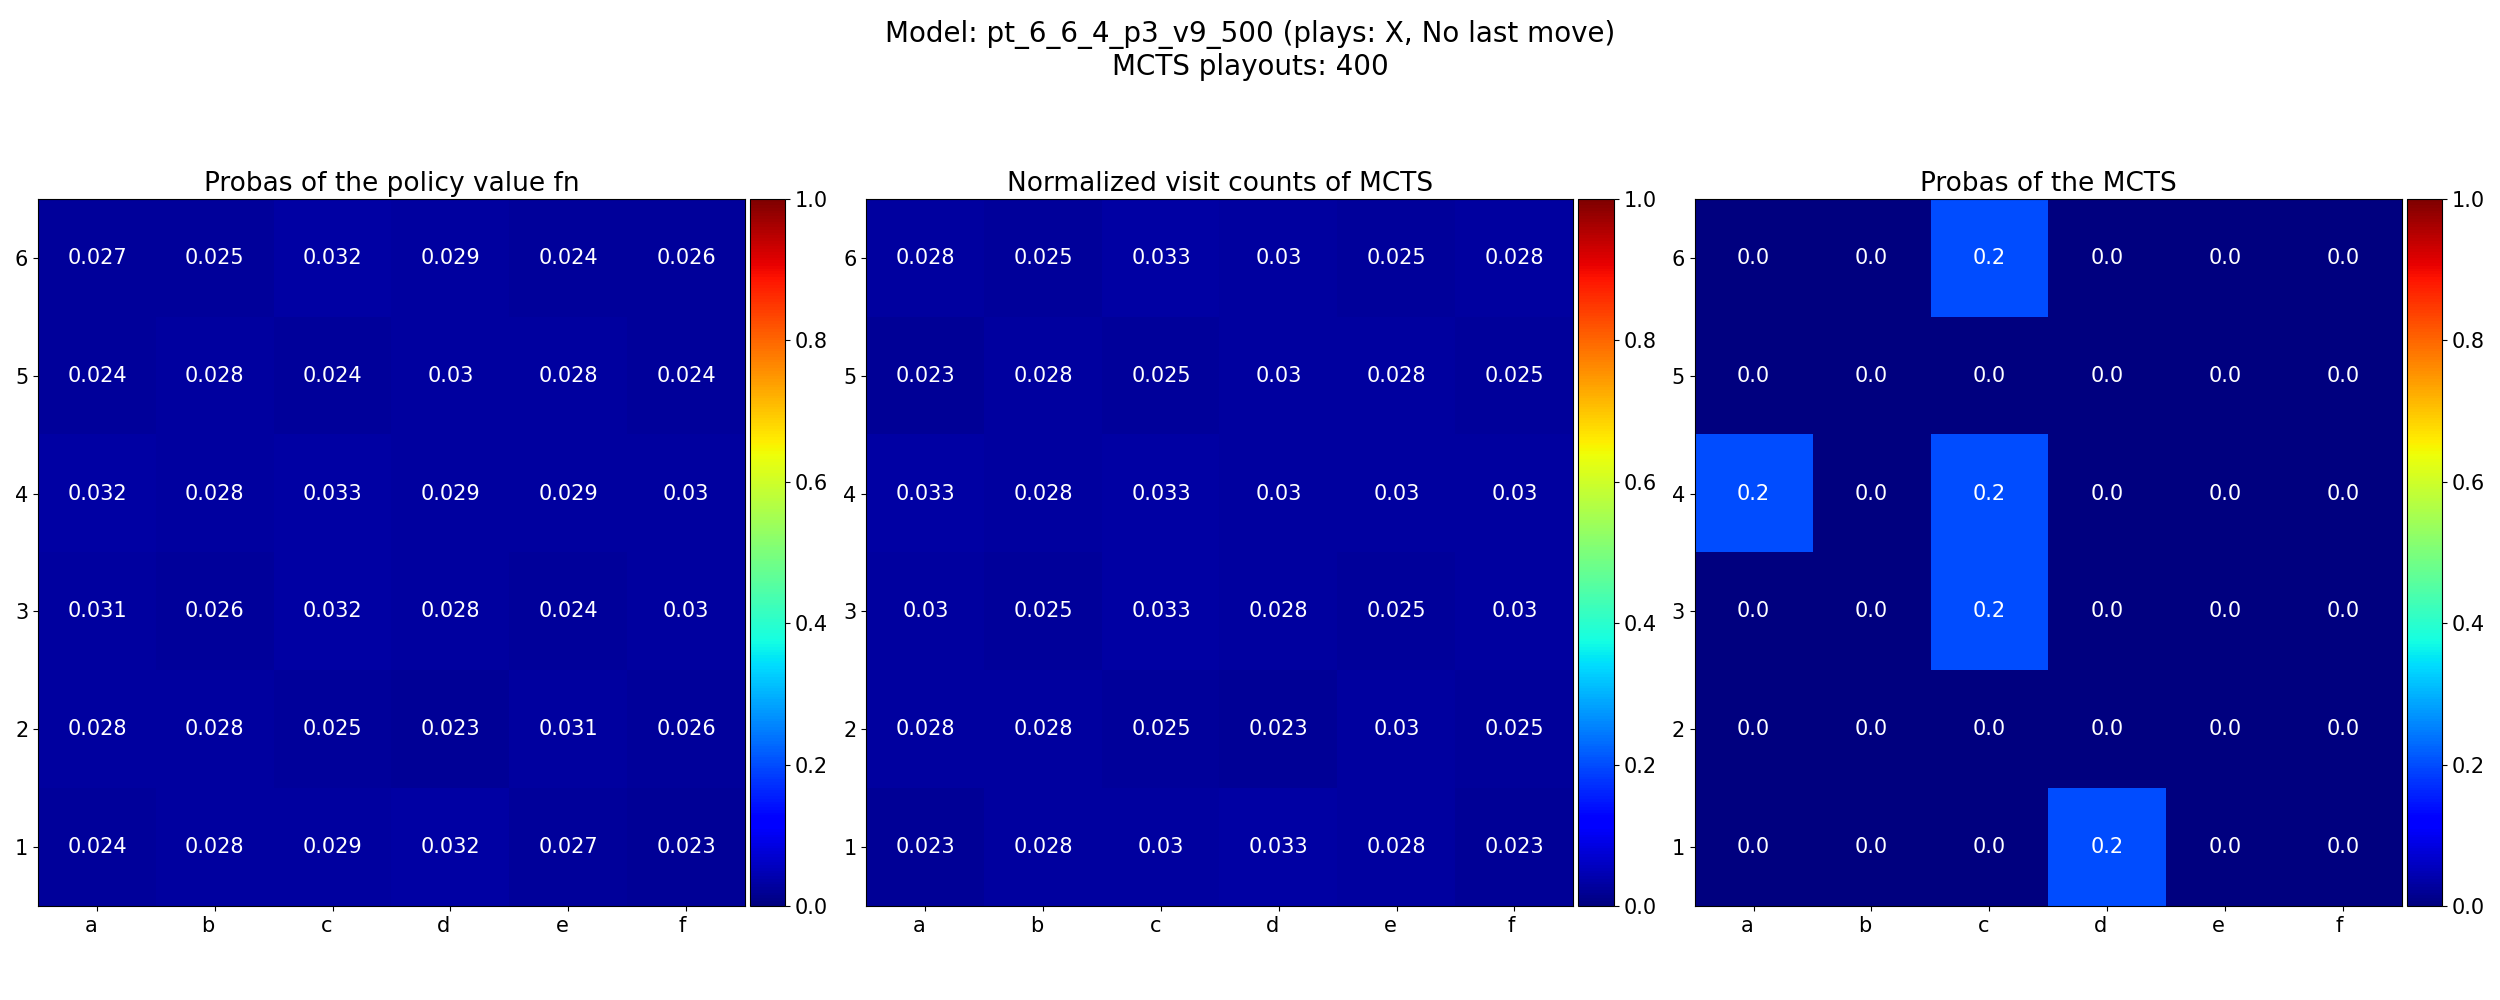 Model: pt_6_6_4_p3_v9_500 (plays: X, No last move)
MCTS playouts: 400
Probas of the policy value fn
1.0
6 0.027 0.025 0.032 0.029 0.024 0.026
0.8
5 0.024 0.028 0.024 0.03 0.028 0.024
4 0.032 0.028 0.033 0.029 0.029 0.03
0.6
3 0.031 0.026 0.032 0.028 0.024 0.03
0.4
2 0.028 0.028 0.025 0.023 0.031 0.026
0.2
1 0.024 0.028 0.029 0.032 0.027 0.023
0.0
a b c d e f
Normalized visit counts of MCTS
1.0
6 0.028 0.025 0.033 0.03 0.025 0.028
0.8
5 0.023 0.028 0.025 0.03 0.028 0.025
4 0.033 0.028 0.033 0.03 0.03 0.03
0.6
3 0.03 0.025 0.033 0.028 0.025 0.03
0.4
2 0.028 0.028 0.025 0.023 0.03 0.025
0.2
1 0.023 0.028 0.03 0.033 0.028 0.023
0.0
a b c d e f
Probas of the MCTS
1.0
6 0.0 0.0 0.2 0.0 0.0 0.0
0.8
5 0.0 0.0 0.0 0.0 0.0 0.0
4 0.2 0.0 0.2 0.0 0.0 0.0
0.6
3 0.0 0.0 0.2 0.0 0.0 0.0
0.4
2 0.0 0.0 0.0 0.0 0.0 0.0
0.2
1 0.0 0.0 0.0 0.2 0.0 0.0
0.0
a b c d e f